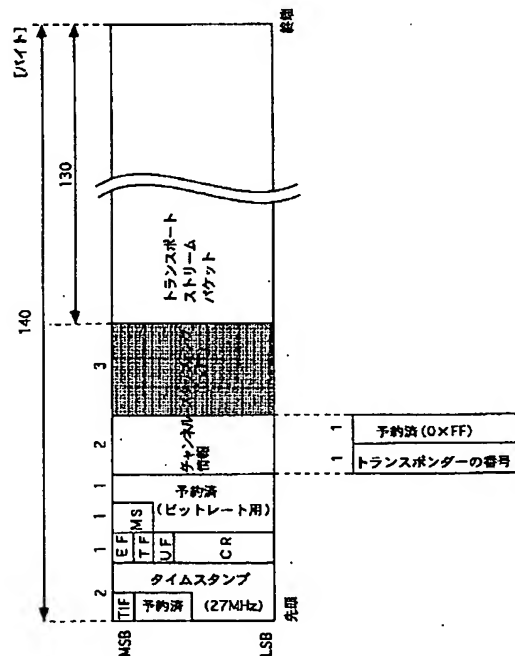 [バイト]
140
130
MSB
LSB
先頭
終端
2
TIF
予約済
タイムスタンプ
(27MHz)
1
EF
TF
UF
CR
1
MS
1
予約済
(ビットレート用)
2
チャンネル
情報
3
トランスポート
ストリーム
パケット
1
トランスポンダーの番号
1
予約済(0×FF)